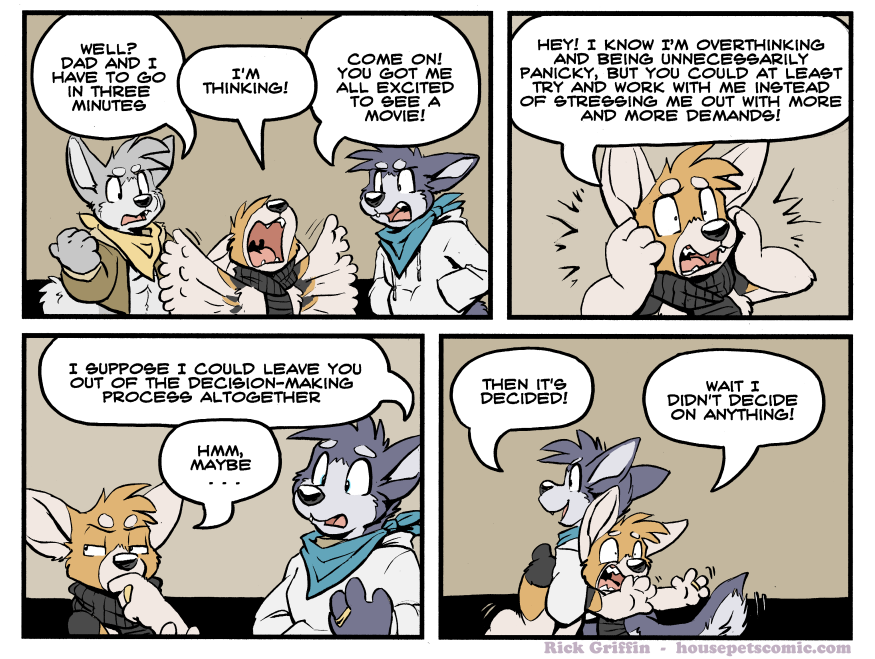 WELL?
DAD AND I
HAVE TO GO
IN THREE
MINUTES
I'M
THINKING!
COME ON!
YOU GOT ME
ALL EXCITED
TO SEE A
MOVIE!
HEY! I KNOW I'M OVERTHINKING
AND BEING UNNECESSARILY
PANICKY, BUT YOU COULD AT LEAST
TRY AND WORK WITH ME INSTEAD
OF STRESSING ME OUT WITH MORE
AND MORE DEMANDS!
I SUPPOSE I COULD LEAVE YOU
OUT OF THE DECISION-MAKING
PROCESS ALTOGETHER
HMM,
MAYBE
. . .
THEN IT'S
DECIDED!
WAIT I
DIDN'T DECIDE
ON ANYTHING!
Rick Griffin - housepetscomic.com